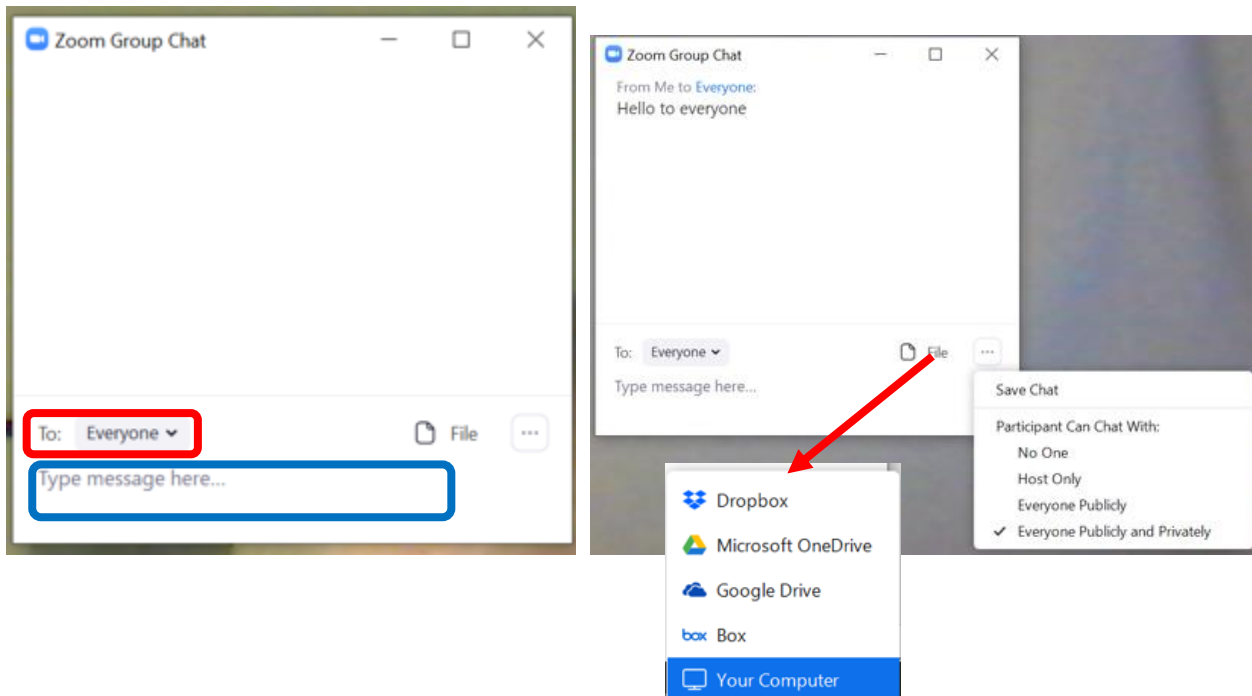 Zoom Group Chat
To: Everyone
File
Type message here...
Zoom Group Chat
From Me to Everyone:
Hello to everyone
To: Everyone
File
Type message here...
Save Chat
Participant Can Chat With:
No One
Host Only
Everyone Publicly
Everyone Publicly and Privately
Dropbox
Microsoft OneDrive
Google Drive
box Box
Your Computer